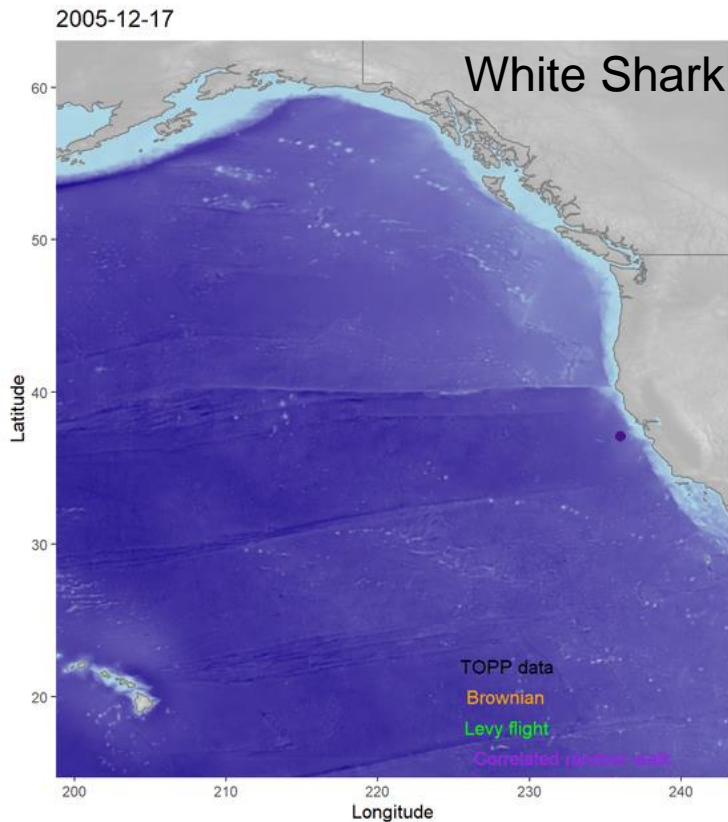 2005-12-17
White Shark
60
50
40
30
20
Latitude
TOPP data
Brownian
Levy flight
Correlated random walk
200
210
220
230
240
Longitude